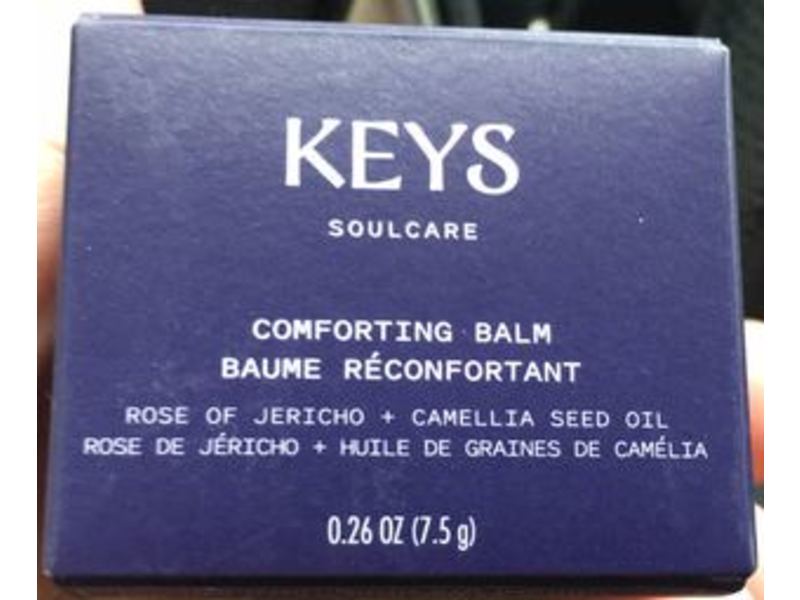 KEYS
SOULCARE
COMFORTING BALM
BAUME RÉCONFORTANT
ROSE OF JERICHO + CAMELLIA SEED OIL
ROSE DE JÉRICHO + HUILE DE GRAINES DE CAMÉLIA
0.26 OZ (7.5 g)